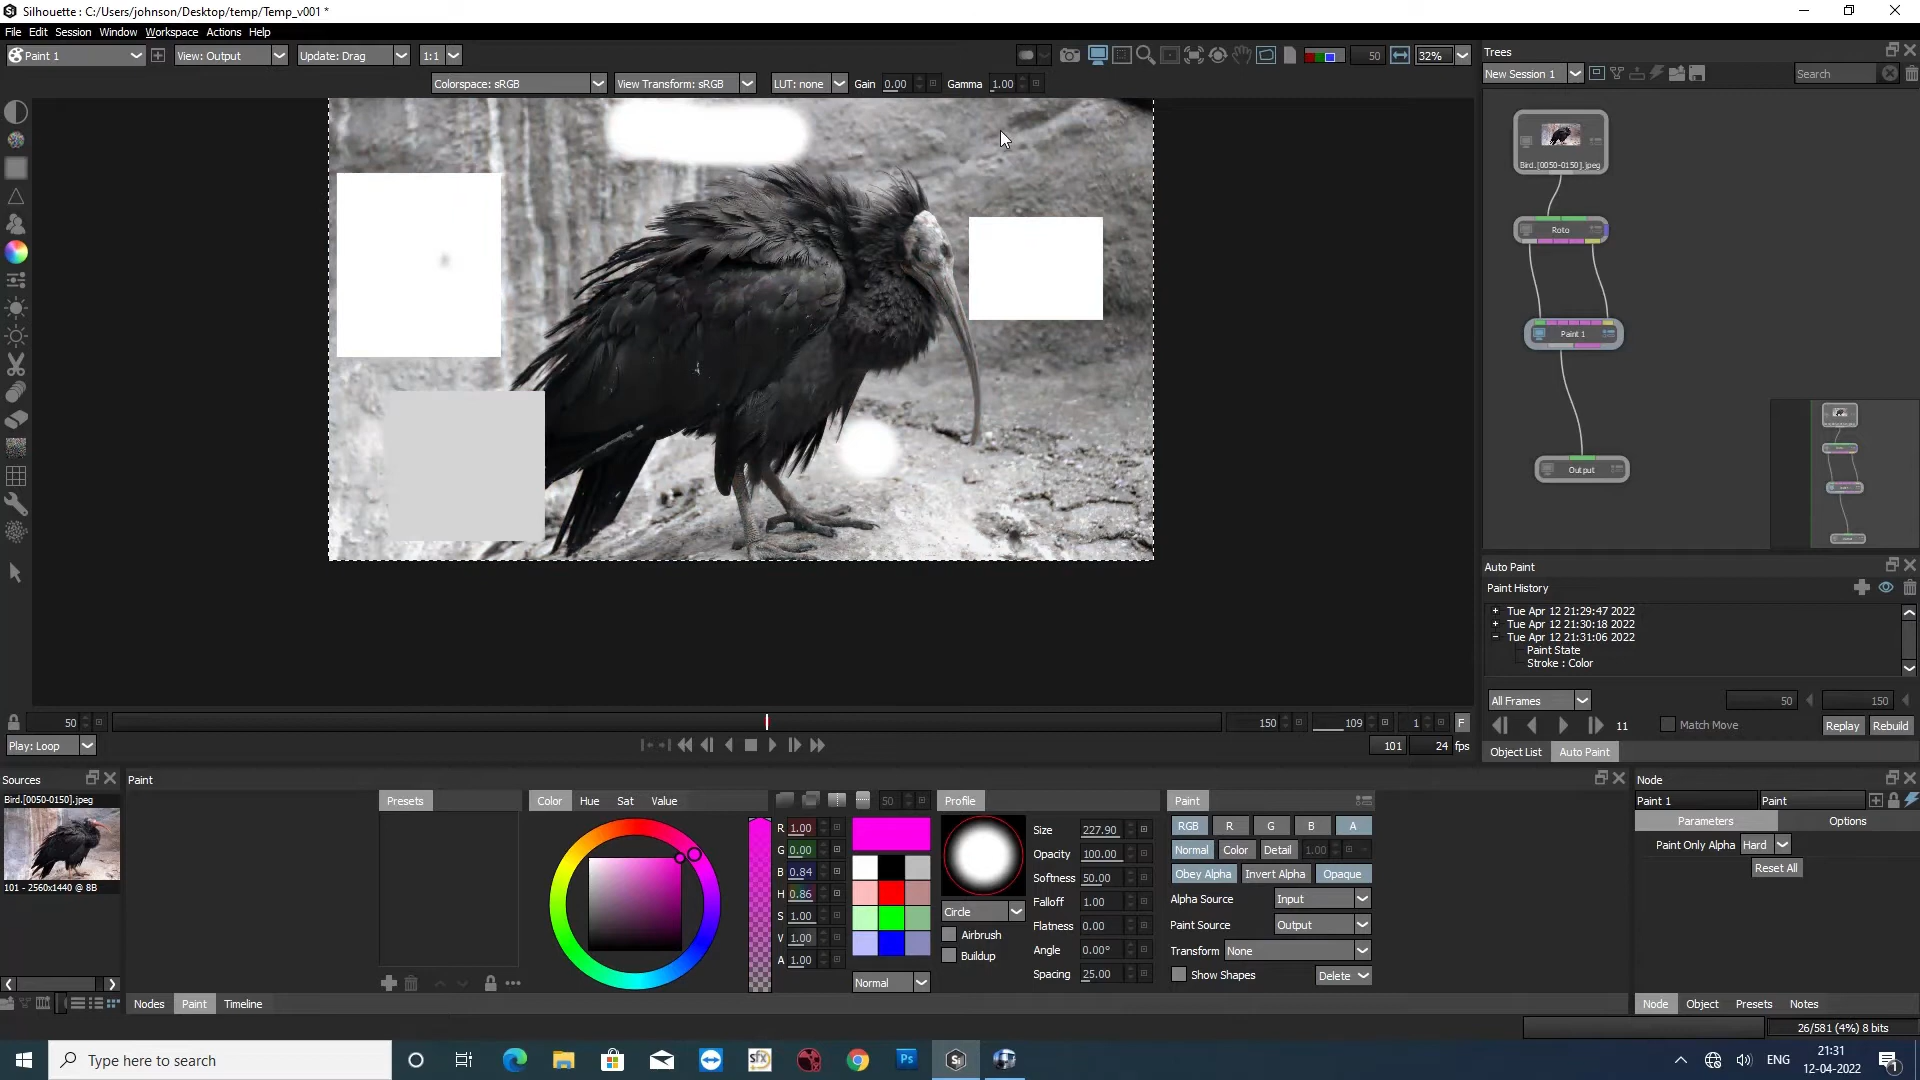 Silhouette : C:/Users/johnson/Desktop/temp/Temp_v001 *
File Edit Session Window Workspace Actions Help
Paint 1 View: Output Update: Drag 1:1 50 32%
Colorspace: sRGB View Transform: sRGB LUT: none Gain 0.00 Gamma 1.00
Trees
New Session 1 Search
Bird.[0050-0150].jpeg
Roto
Paint 1
Output
Auto Paint
Paint History
Tue Apr 12 21:29:47 2022
Tue Apr 12 21:30:18 2022
Tue Apr 12 21:31:06 2022
Paint State
Stroke : Color
All Frames 50 150
11 Match Move Replay Rebuild
Object List Auto Paint
50 150 109 1 F
Play: Loop 101 24 fps
Sources
Bird.[0050-0150].jpeg
101 - 2560x1440 @ 8B
Paint
Presets
Color Hue Sat Value 50
R 1.00
G 0.00
B 0.84
H 0.86
S 1.00
V 1.00
A 1.00
Normal
Profile
Circle
Airbrush
Buildup
Size 227.90
Opacity 100.00
Softness 50.00
Falloff 1.00
Flatness 0.00
Angle 0.00°
Spacing 25.00
Paint
RGB R G B A
Normal Color Detail 1.00
Obey Alpha Invert Alpha Opaque
Alpha Source Input
Paint Source Output
Transform None
Show Shapes Delete
Nodes Paint Timeline
Node
Paint 1 Paint
Parameters Options
Paint Only Alpha Hard
Reset All
Node Object Presets Notes
26/581 (4%) 8 bits
Type here to search
sfx
Ps
Si
ENG
21:31
12-04-2022
1